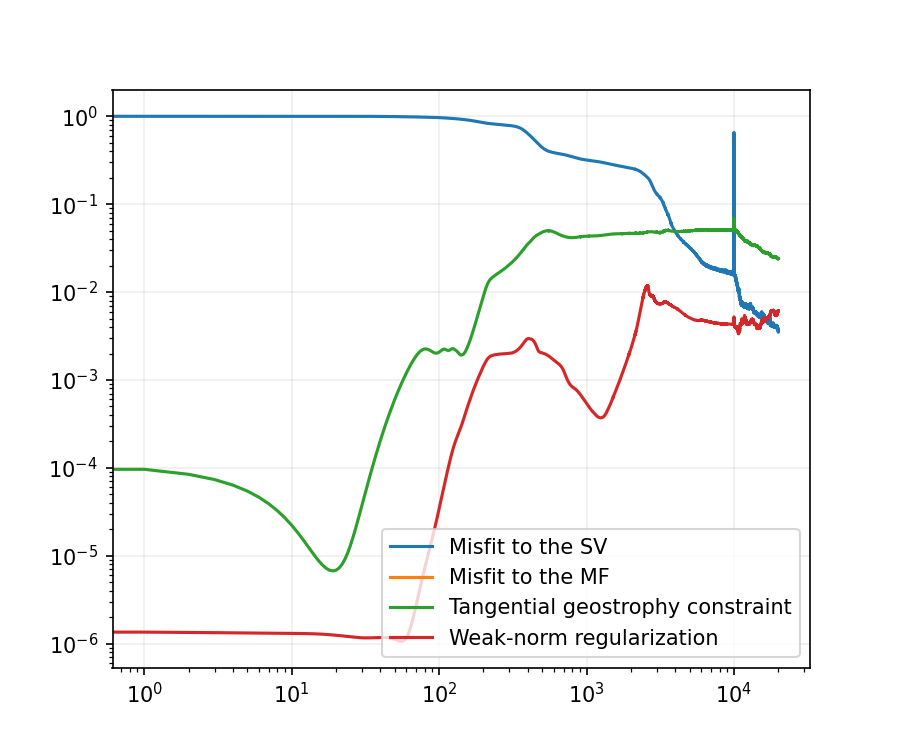 10^0
10^-1
10^-2
10^-3
10^-4
10^-5
10^-6
Misfit to the SV
Misfit to the MF
Tangential geostrophy constraint
Weak-norm regularization
10^0 10^1 10^2 10^3 10^4